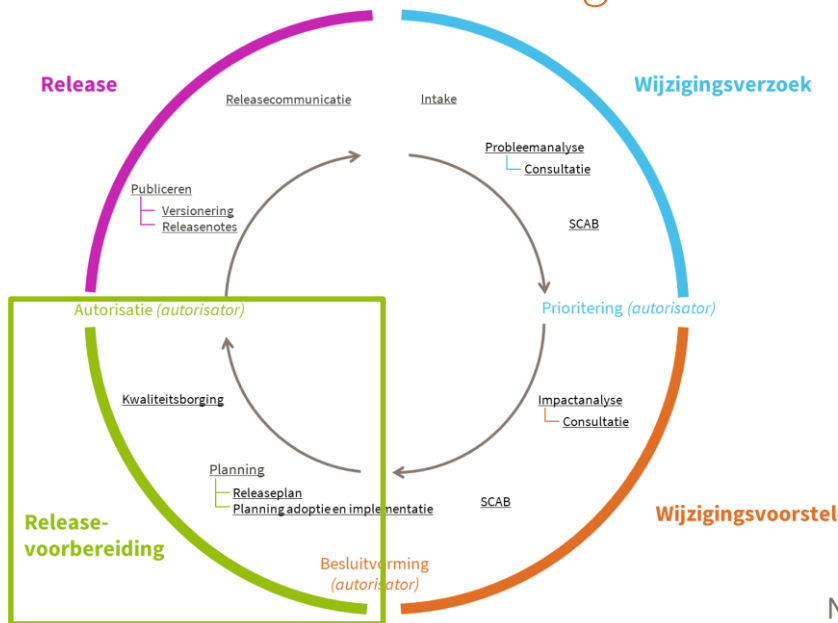 Release
Wijzigingsverzoek
Releasecommunicatie
Intake
Probleemanalyse
Consultatie
Publiceren
Versionering
Releasenotes
SCAB
Autorisatie (autorisator)
Prioritering (autorisator)
Kwaliteitsborging
Impactanalyse
Consultatie
Planning
Releaseplan
Planning adoptie en implementatie
SCAB
Release-
voorbereiding
Wijzigingsvoorstel
Besluitvorming
(autorisator)